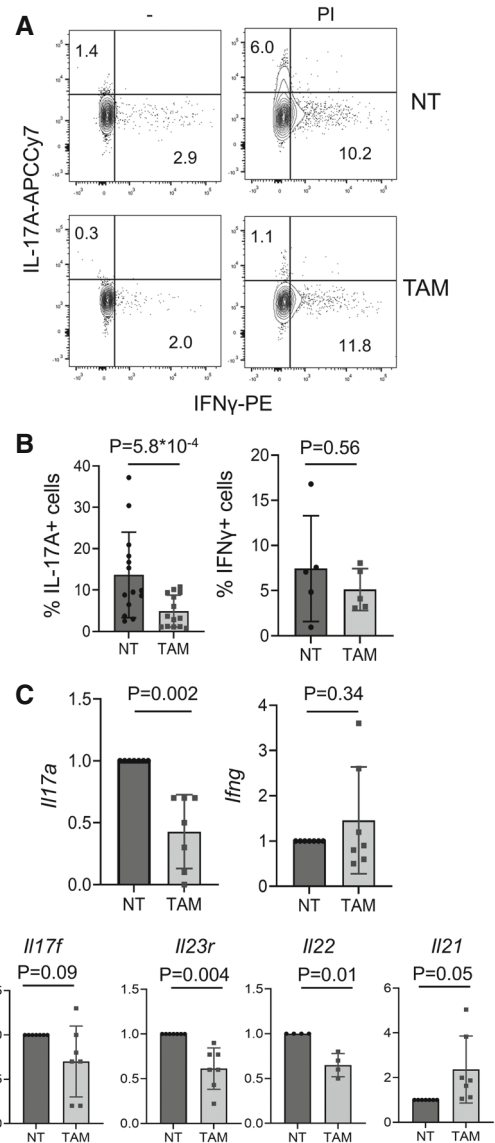 A
- PI
1.4
6.0
NT
2.9
10.2
IL-17A-APCCy7
0.3
1.1
TAM
2.0
11.8
IFNγ-PE
B
P=5.8*10-4
P=0.56
% IL-17A+ cells
40
30
20
10
0
NT TAM
% IFNγ+ cells
20
15
10
5
0
NT TAM
C
P=0.002
P=0.34
Il17a
1.5
1.0
0.5
0.0
NT TAM
Ifng
4
3
2
1
0
NT TAM
Il17f
P=0.09
NT TAM
Il23r
P=0.004
1.5
1.0
0.5
0.0
NT TAM
Il22
P=0.01
1.5
1.0
0.5
0.0
NT TAM
Il21
P=0.05
6
4
2
0
NT TAM